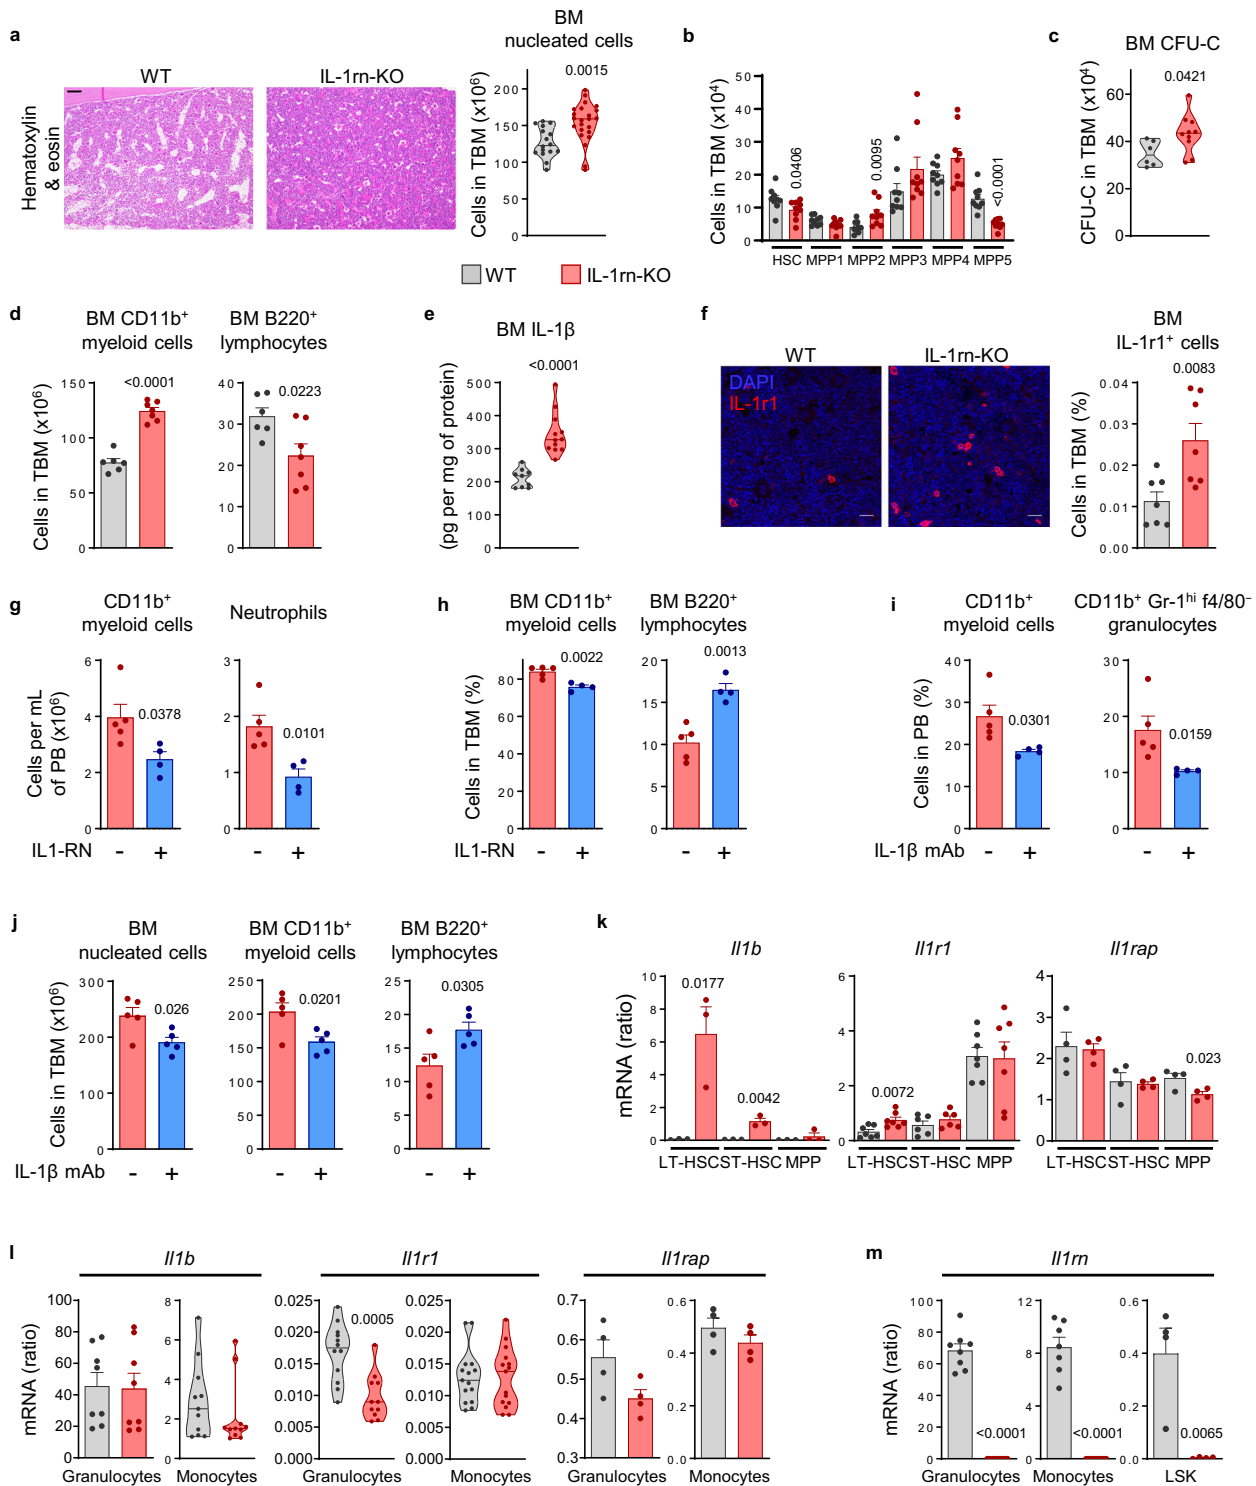 a
BM
nucleated cells
WT
IL-1rn-KO
Hematoxylin
& eosin
Cells in TBM (x10⁶)
0.0015
200
150
100
50
0
b
Cells in TBM (x10⁴)
50
40
30
20
10
0
0.0406
0.0095
<0.0001
HSC MPP1 MPP2 MPP3 MPP4 MPP5
c
BM CFU-C
CFU-C in TBM (x10⁴)
0.0421
60
40
20
0
WT
IL-1rn-KO
d
BM CD11b⁺
myeloid cells
BM B220⁺
lymphocytes
Cells in TBM (x10⁶)
150
100
50
0
<0.0001
40
30
20
10
0
0.0223
e
BM IL-1β
(pg per mg of protein)
<0.0001
500
400
300
200
100
0
f
WT
IL-1rn-KO
DAPI
IL-1r1
BM
IL-1r1⁺ cells
Cells in TBM (%)
0.0083
0.04
0.03
0.02
0.01
0.00
g
CD11b⁺
myeloid cells
Neutrophils
Cells per mL
of PB (x10⁶)
6
4
2
0
0.0378
3
2
1
0
0.0101
IL1-RN - + - +
h
BM CD11b⁺
myeloid cells
BM B220⁺
lymphocytes
Cells in TBM (%)
80
60
40
20
0
0.0022
20
15
10
5
0
0.0013
IL1-RN - + - +
i
CD11b⁺
myeloid cells
CD11b⁺ Gr-1ʰⁱ f4/80⁻
granulocytes
Cells in PB (%)
40
30
20
10
0
0.0301
30
20
10
0
0.0159
IL-1β mAb - + - +
j
BM
nucleated cells
BM CD11b⁺
myeloid cells
BM B220⁺
lymphocytes
Cells in TBM (x10⁶)
300
200
100
0
0.026
250
200
150
100
50
0
0.0201
25
20
15
10
5
0
0.0305
IL-1β mAb - + - + - +
k
Il1b
Il1r1
Il1rap
mRNA (ratio)
10
8
6
4
2
0
0.0177
0.0042
LT-HSC ST-HSC MPP
6
4
2
0
0.0072
LT-HSC ST-HSC MPP
4
3
2
1
0
0.023
LT-HSC ST-HSC MPP
l
Il1b
Il1r1
Il1rap
mRNA (ratio)
100
80
60
40
20
0
Granulocytes
8
6
4
2
0
Monocytes
0.025
0.020
0.015
0.010
0.005
0.000
0.0005
Granulocytes
0.025
0.020
0.015
0.010
0.005
0.000
Monocytes
0.7
0.6
0.5
0.4
0.3
Granulocytes
0.6
0.4
0.2
0.0
Monocytes
m
Il1rn
mRNA (ratio)
100
80
60
40
20
0
<0.0001
Granulocytes
12
8
4
0
<0.0001
Monocytes
0.6
0.4
0.2
0.0
0.0065
LSK